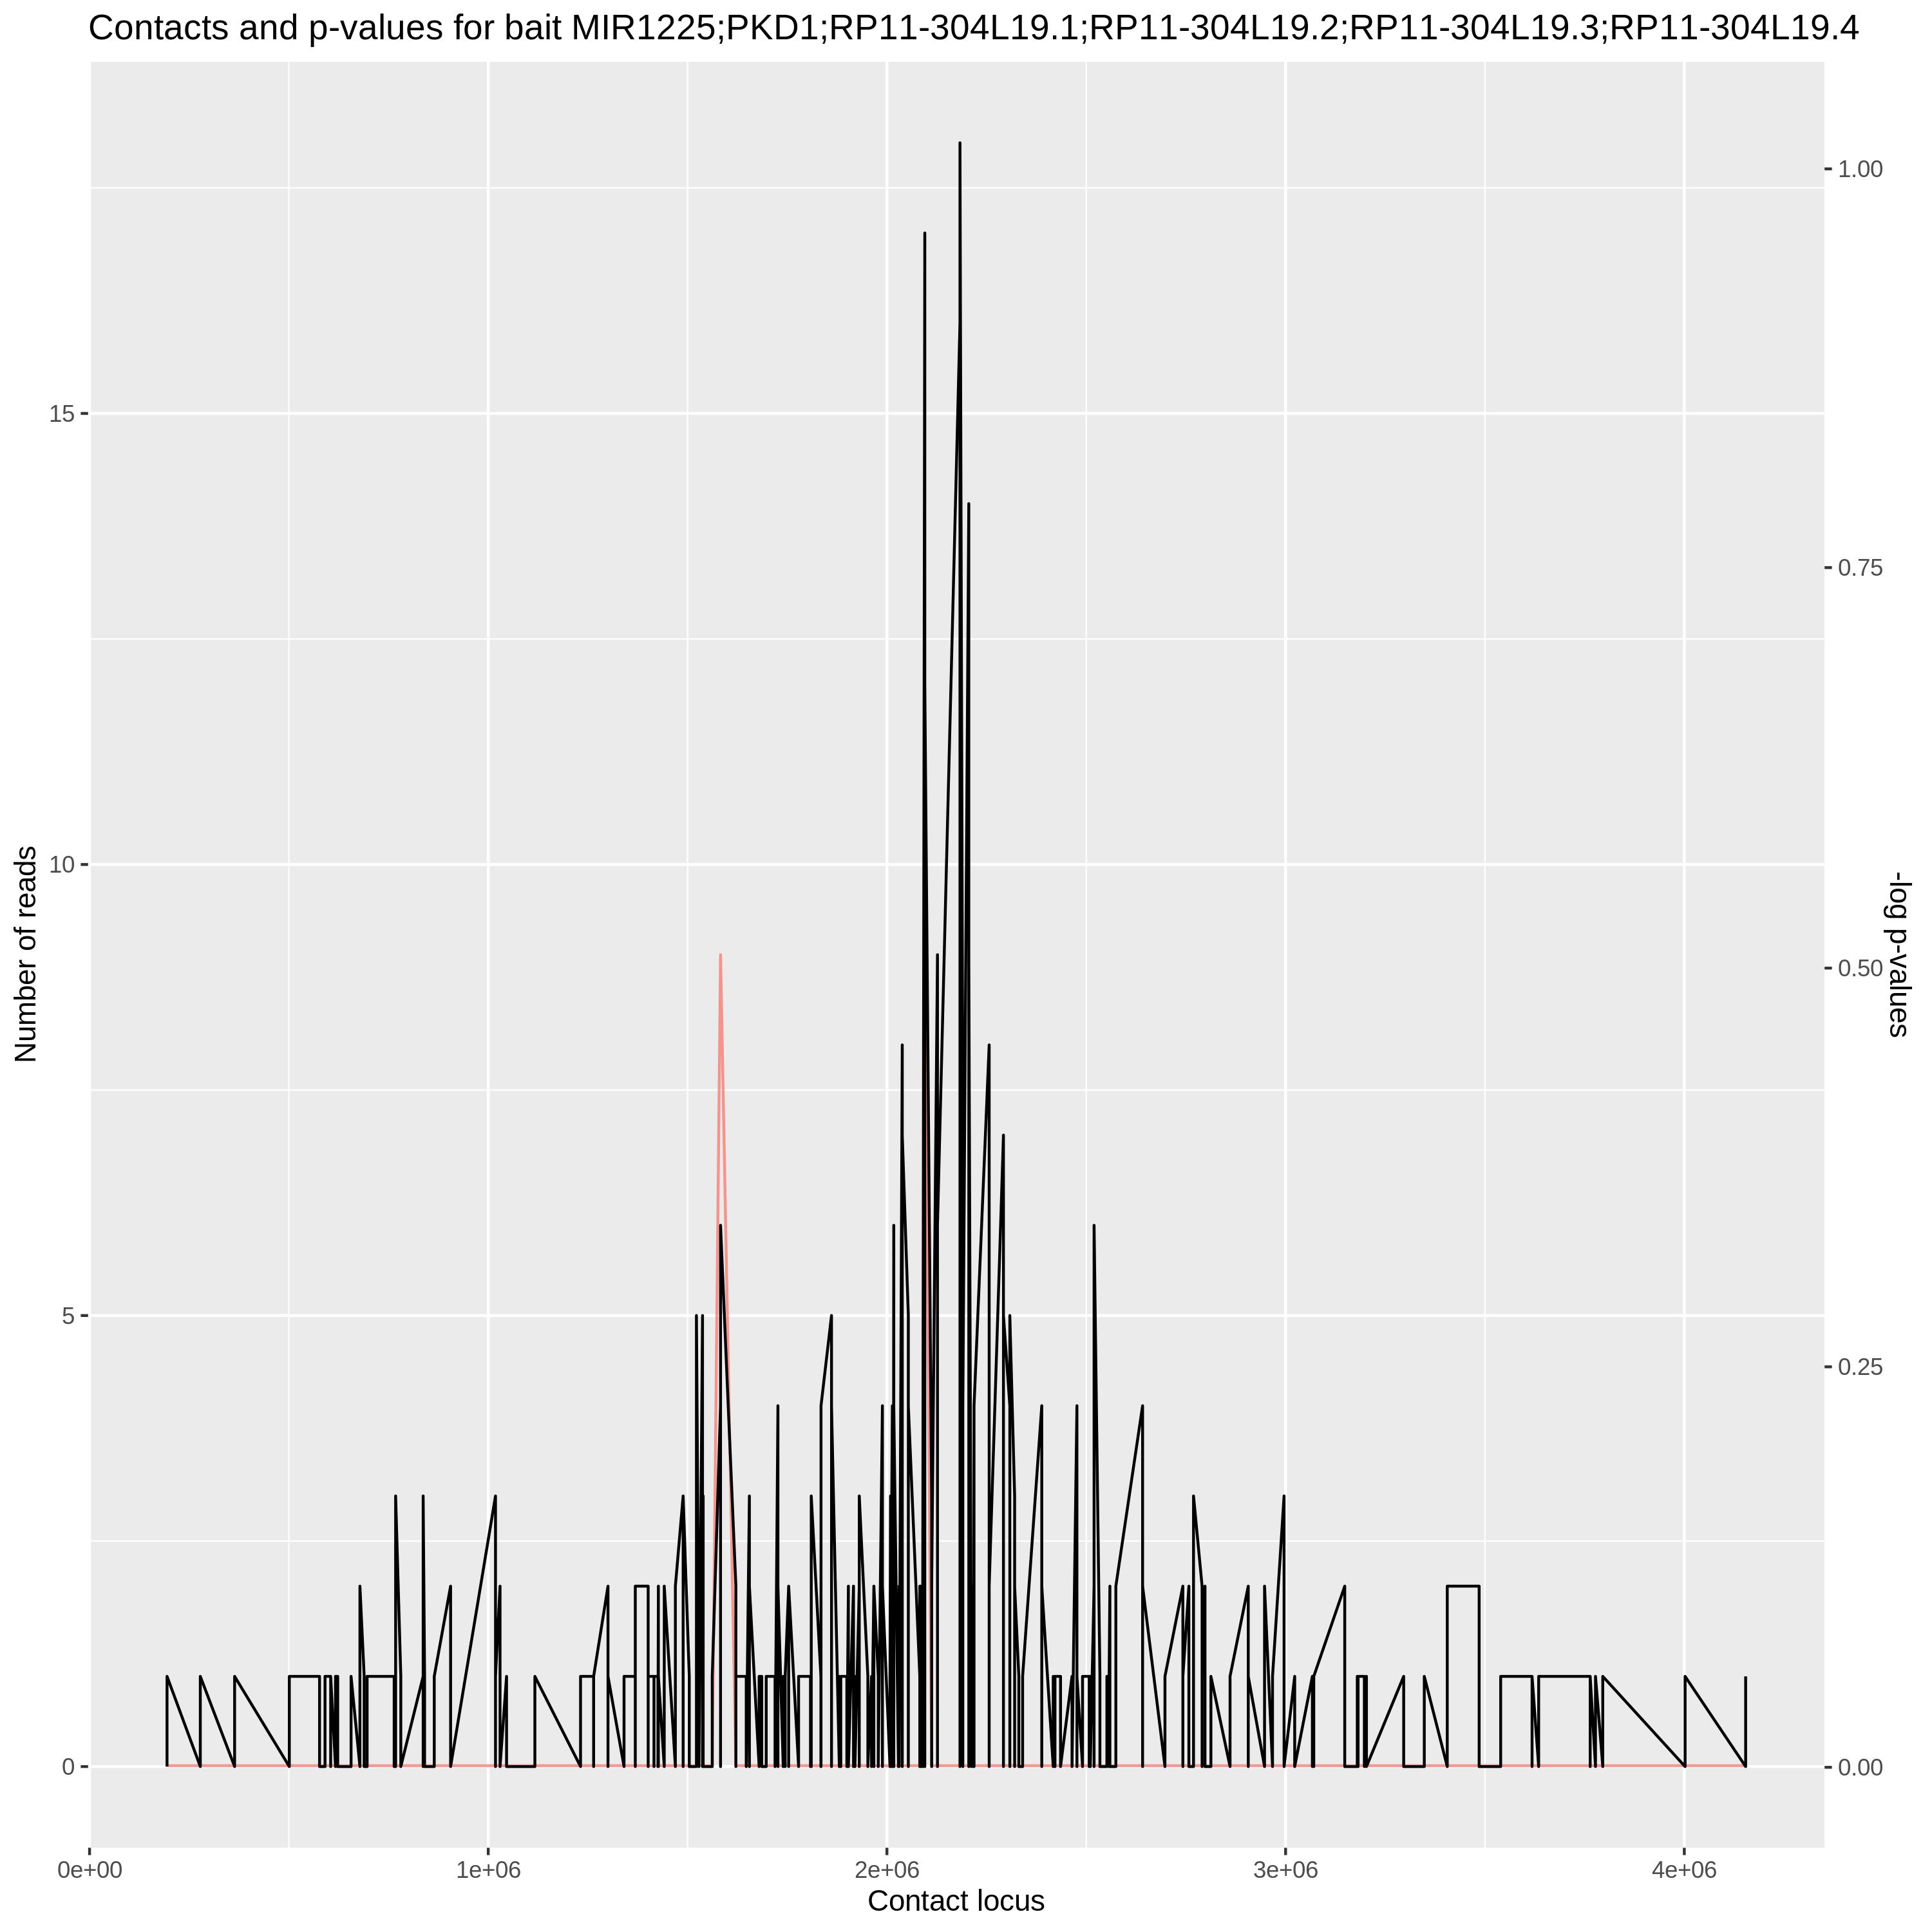 Contacts and p-values for bait MIR1225;PKD1;RP11-304L19.1;RP11-304L19.2;RP11-304L19.3;RP11-304L19.4
Number of reads
15
10
5
0
1.00
0.75
0.50
0.25
0.00
-log p-values
0e+00 1e+06 2e+06 3e+06 4e+06
Contact locus